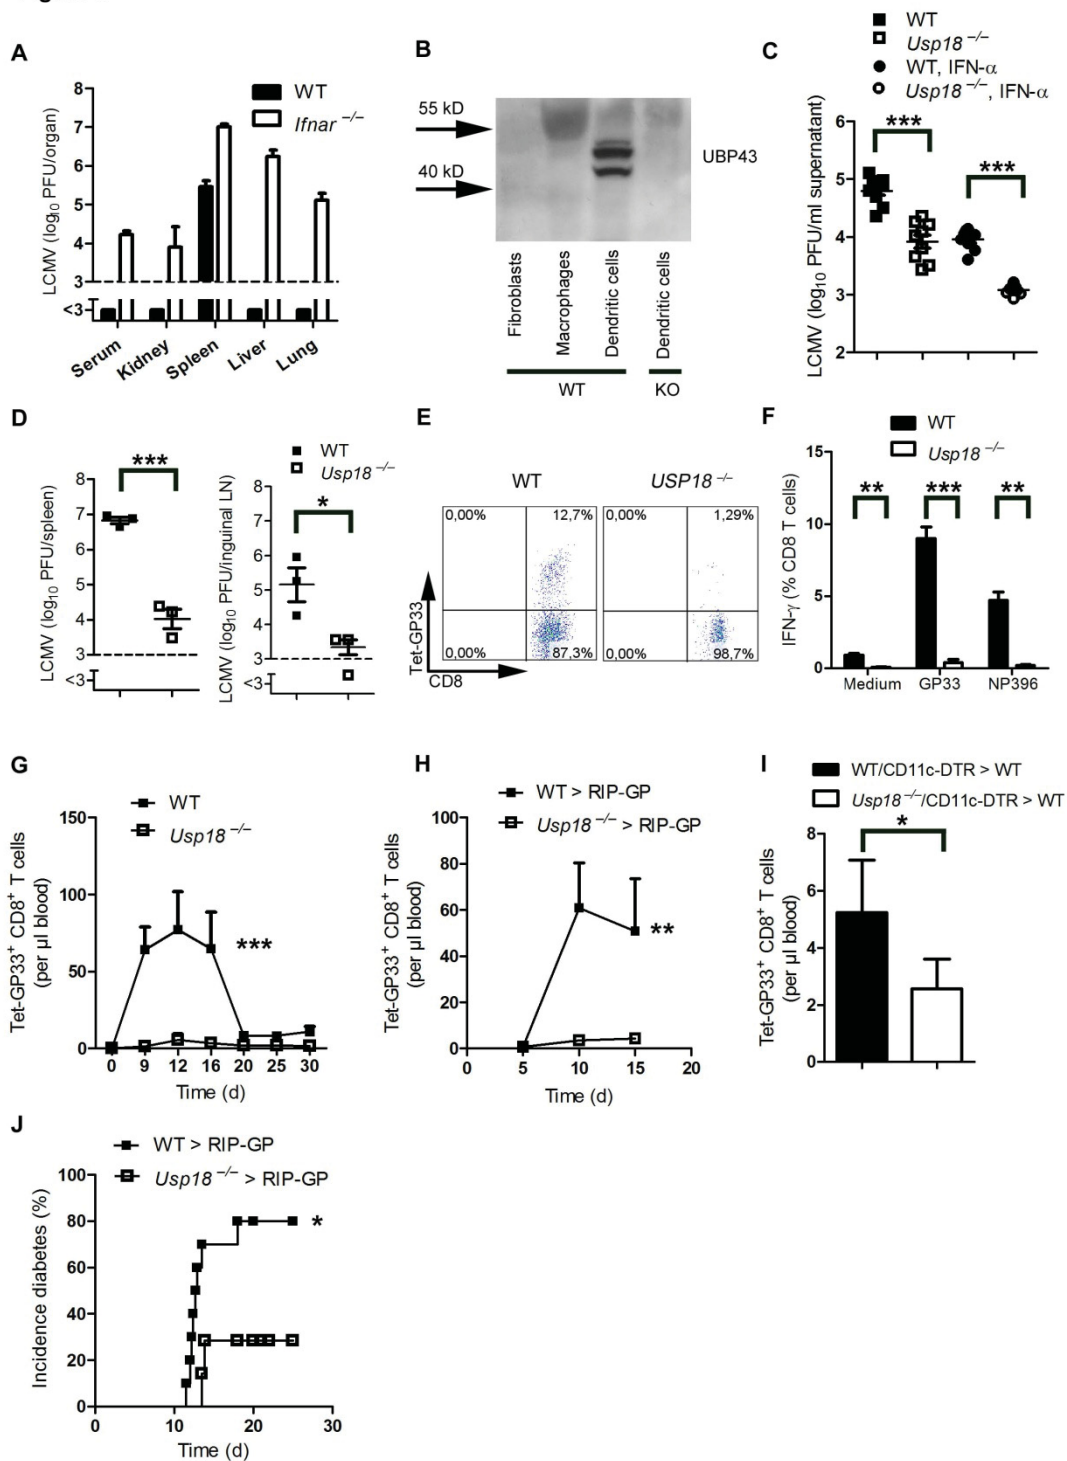 A
WT
Ifnar −/−
LCMV (log10 PFU/organ)
8
7
6
5
4
3
<3
Serum
Kidney
Spleen
Liver
Lung
B
55 kD
40 kD
UBP43
Fibroblasts
Macrophages
Dendritic cells
Dendritic cells
WT
KO
C
WT
Usp18 −/−
WT, IFN-α
Usp18 −/−, IFN-α
LCMV (log10 PFU/ml supernatant)
6
5
4
3
2
***
***
D
LCMV (log10 PFU/spleen)
8
7
6
5
4
3
<3
***
WT
Usp18 −/−
LCMV (log10 PFU/inguinal LN)
8
7
6
5
4
3
<3
*
E
WT
USP18 −/−
0,00%
12,7%
0,00%
1,29%
0,00%
87,3%
0,00%
98,7%
Tet-GP33
CD8
F
WT
Usp18 −/−
IFN-γ (% CD8 T cells)
15
10
5
0
**
***
**
Medium
GP33
NP396
G
WT
Usp18 −/−
Tet-GP33+ CD8+ T cells
(per µl blood)
150
100
50
0
***
0 9 12 16 20 25 30
Time (d)
H
WT > RIP-GP
Usp18 −/− > RIP-GP
Tet-GP33+ CD8+ T cells
(per µl blood)
100
80
60
40
20
0
**
0 5 10 15 20
Time (d)
I
WT/CD11c-DTR > WT
Usp18 −/−/CD11c-DTR > WT
Tet-GP33+ CD8+ T cells
(per µl blood)
8
6
4
2
0
*
J
WT > RIP-GP
Usp18 −/− > RIP-GP
Incidence diabetes (%)
100
80
60
40
20
0
*
0 10 20 30
Time (d)